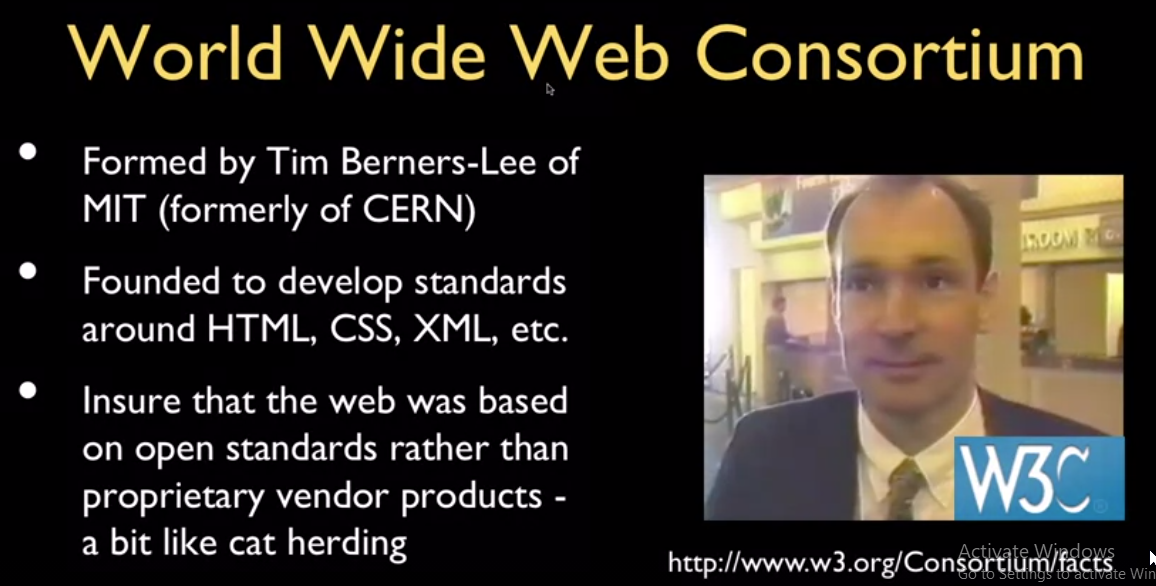 World Wide Web Consortium
• Formed by Tim Berners-Lee of
MIT (formerly of CERN)
• Founded to develop standards
around HTML, CSS, XML, etc.
• Insure that the web was based
on open standards rather than
proprietary vendor products -
a bit like cat herding
ROOM
W3C
http://www.w3.org/Consortium/facts
Activate Windows
Go to Settings to activate Win